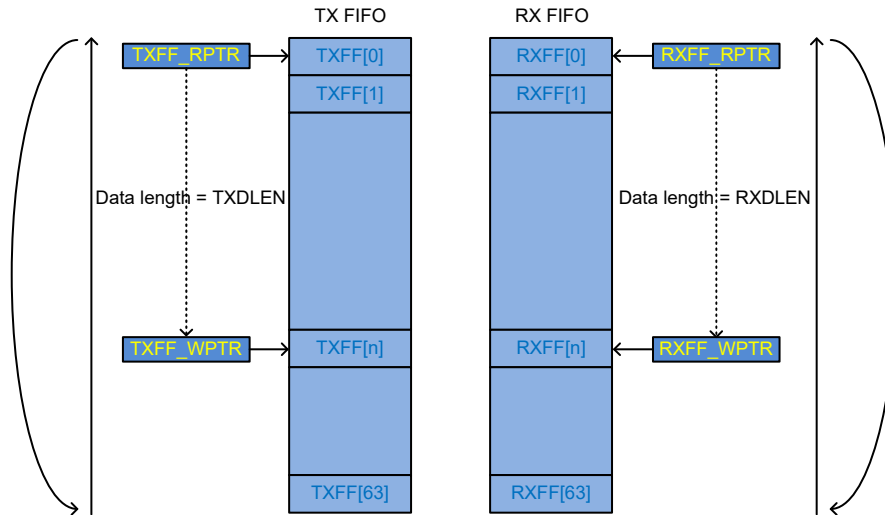 TX FIFO
RX FIFO
TXFF_RPTR
TXFF[0]
RXFF[0]
RXFF_RPTR
TXFF[1]
RXFF[1]
Data length = TXDLEN
Data length = RXDLEN
TXFF_WPTR
TXFF[n]
RXFF[n]
RXFF_WPTR
TXFF[63]
RXFF[63]